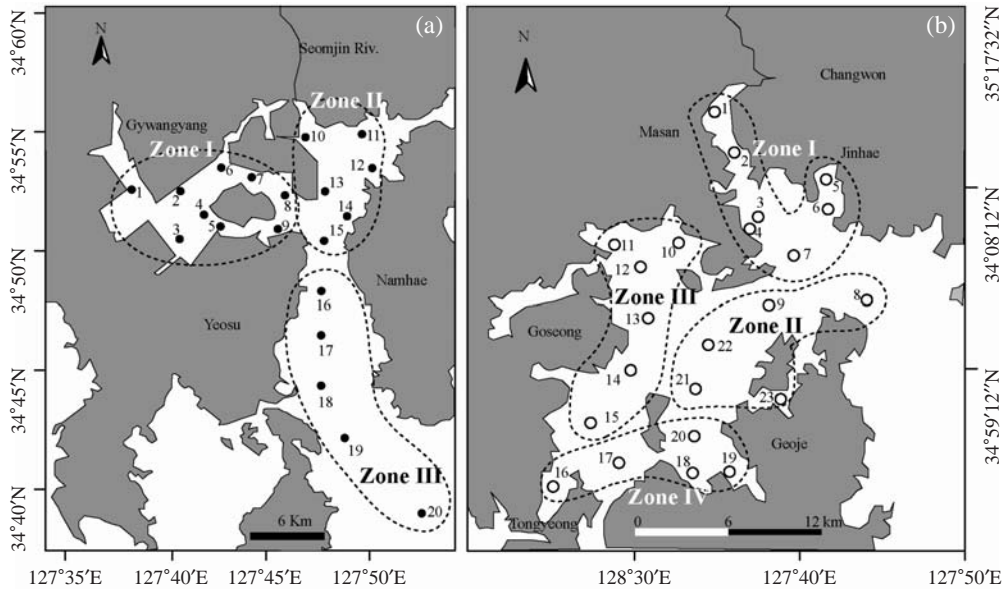 (a)
N
34°60'N
34°55'N
34°50'N
34°45'N
34°40'N
Seomjin Riv.
Zone II
Gywangyang
Zone I
10
11
12
6
7
1
2
13
8
4
14
5
9
3
15
Namhae
16
Yeosu
17
18
19
Zone III
20
6 Km
127°35'E
127°40'E
127°45'E
127°50'E
(b)
N
35°17'32"N
34°08'12"N
34°59'12"N
Changwon
1
Masan
2
Zone I
Jinhae
5
3
6
4
11
10
7
12
Zone III
8
9
13
Goseong
Zone II
22
14
21
23
15
20
Geoje
17
16
18
19
Zone IV
Tongyeong
0
6
12 km
128°30'E
127°40'E
127°50'E